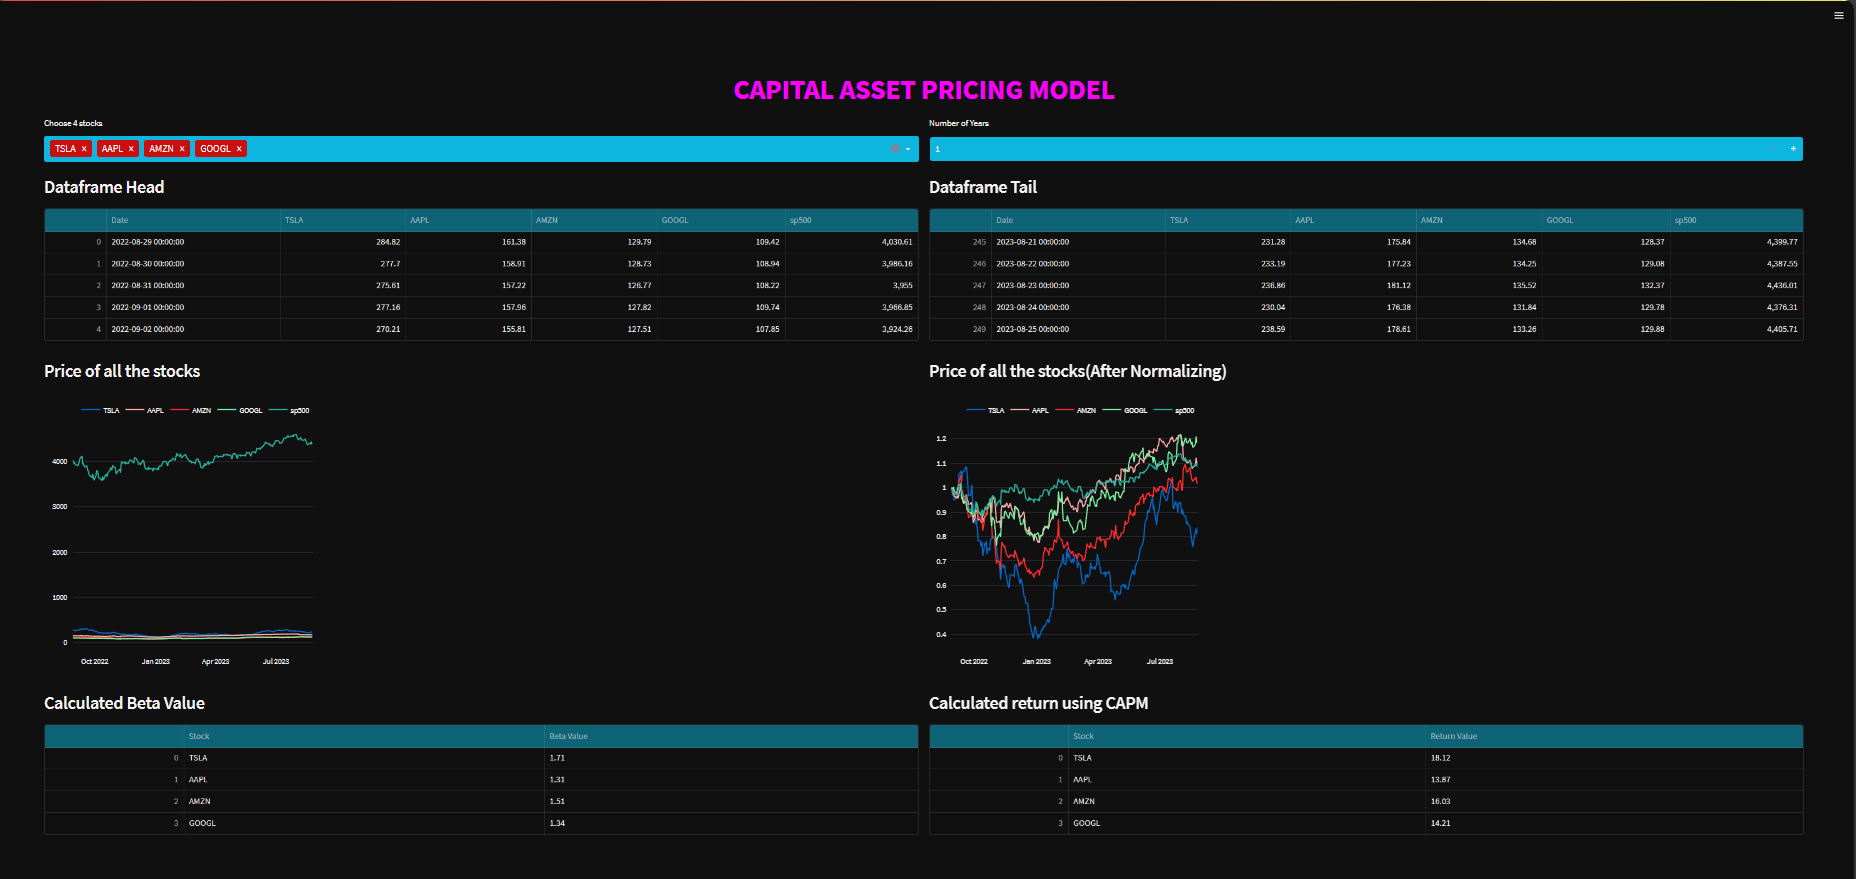 CAPITAL ASSET PRICING MODEL
Choose 4 stocks
TSLA × AAPL × AMZN × GOOGL ×
Number of Years
1
Dataframe Head
Date TSLA AAPL AMZN GOOGL sp500
0 2022-08-29 00:00:00 284.82 161.38 129.79 109.42 4,030.61
1 2022-08-30 00:00:00 277.7 158.91 128.73 108.94 3,986.16
2 2022-08-31 00:00:00 275.61 157.22 126.77 108.22 3,955
3 2022-09-01 00:00:00 277.16 157.96 127.82 109.74 3,966.85
4 2022-09-02 00:00:00 270.21 155.81 127.51 107.85 3,924.26
Dataframe Tail
Date TSLA AAPL AMZN GOOGL sp500
245 2023-08-21 00:00:00 231.28 175.84 134.68 128.37 4,399.77
246 2023-08-22 00:00:00 233.19 177.23 134.25 129.08 4,387.55
247 2023-08-23 00:00:00 236.86 181.12 135.52 132.37 4,436.01
248 2023-08-24 00:00:00 230.04 176.38 131.84 129.78 4,376.31
249 2023-08-25 00:00:00 238.59 178.61 133.26 129.88 4,405.71
Price of all the stocks
TSLA AAPL AMZN GOOGL sp500
4000
3000
2000
1000
0
Oct 2022 Jan 2023 Apr 2023 Jul 2023
Price of all the stocks(After Normalizing)
TSLA AAPL AMZN GOOGL sp500
1.2
1.1
1
0.9
0.8
0.7
0.6
0.5
0.4
Oct 2022 Jan 2023 Apr 2023 Jul 2023
Calculated Beta Value
Stock Beta Value
0 TSLA 1.71
1 AAPL 1.31
2 AMZN 1.51
3 GOOGL 1.34
Calculated return using CAPM
Stock Return Value
0 TSLA 18.12
1 AAPL 13.87
2 AMZN 16.03
3 GOOGL 14.21